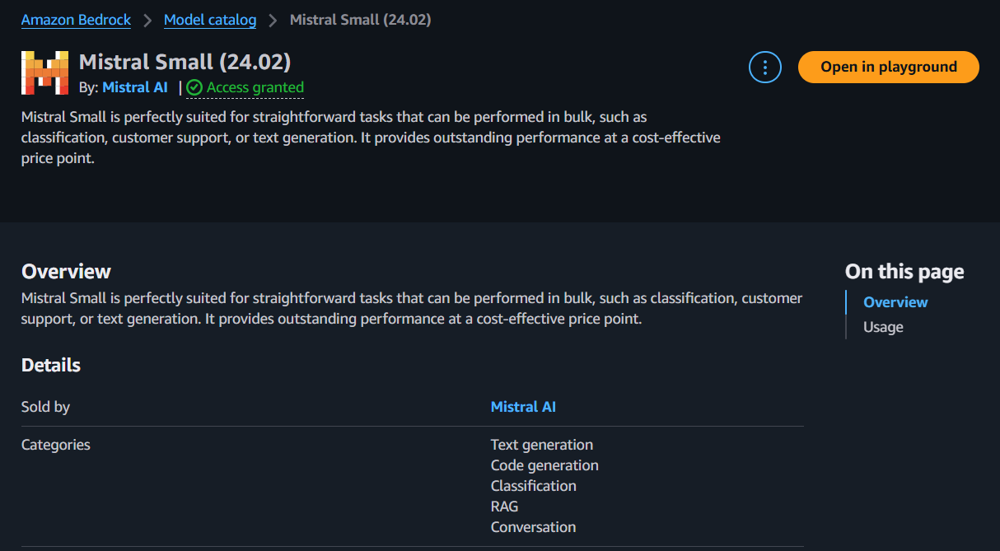 Amazon Bedrock > Model catalog > Mistral Small (24.02)
Mistral Small (24.02)
By: Mistral AI | Access granted
Open in playground
Mistral Small is perfectly suited for straightforward tasks that can be performed in bulk, such as
classification, customer support, or text generation. It provides outstanding performance at a cost-effective
price point.
Overview
Mistral Small is perfectly suited for straightforward tasks that can be performed in bulk, such as classification, customer
support, or text generation. It provides outstanding performance at a cost-effective price point.
On this page
Overview
Usage
Details
Sold by Mistral AI
Categories Text generation
Code generation
Classification
RAG
Conversation